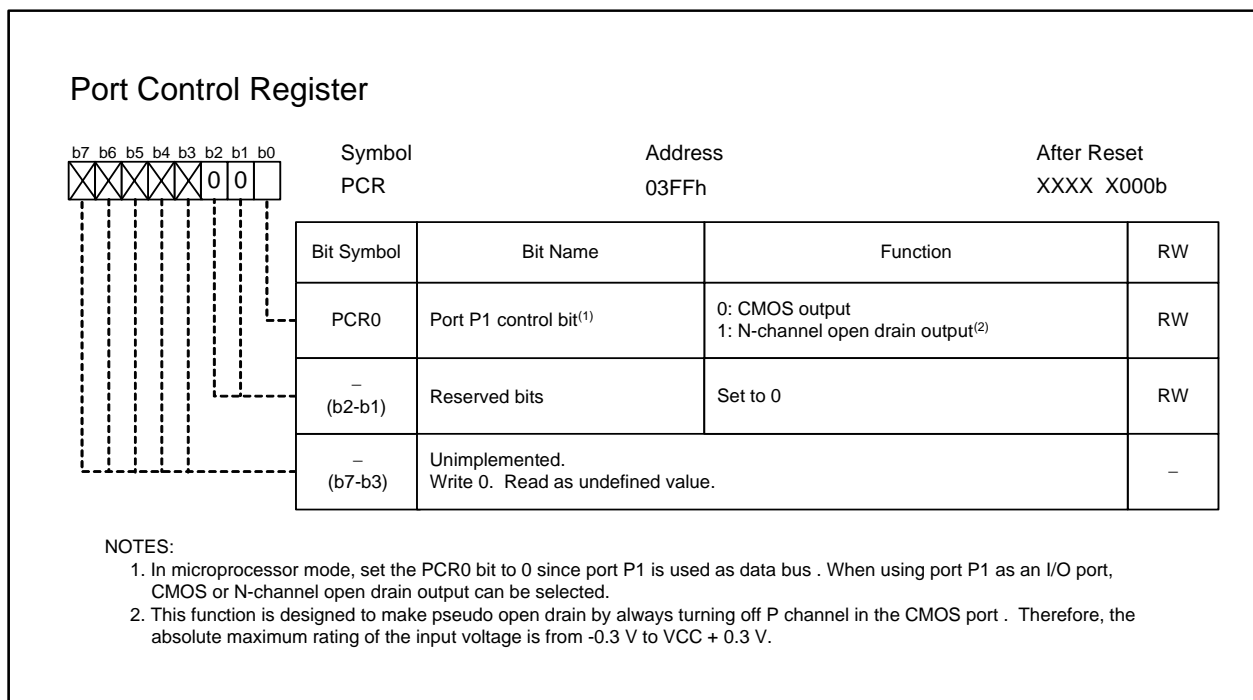 Port Control Register
b7 b6 b5 b4 b3 b2 b1 b0
0 0
Symbol Address After Reset
PCR 03FFh XXXX X000b
Bit Symbol Bit Name Function RW
PCR0 Port P1 control bit(1) 0: CMOS output
1: N-channel open drain output(2) RW
–
(b2-b1) Reserved bits Set to 0 RW
–
(b7-b3) Unimplemented.
Write 0. Read as undefined value. –
NOTES:
1. In microprocessor mode, set the PCR0 bit to 0 since port P1 is used as data bus . When using port P1 as an I/O port,
CMOS or N-channel open drain output can be selected.
2. This function is designed to make pseudo open drain by always turning off P channel in the CMOS port . Therefore, the
absolute maximum rating of the input voltage is from -0.3 V to VCC + 0.3 V.